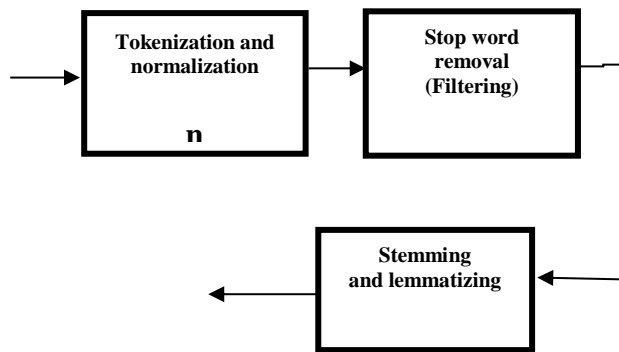 Tokenization and
normalization
n
Stop word
removal
(Filtering)
Stemming
and lemmatizing